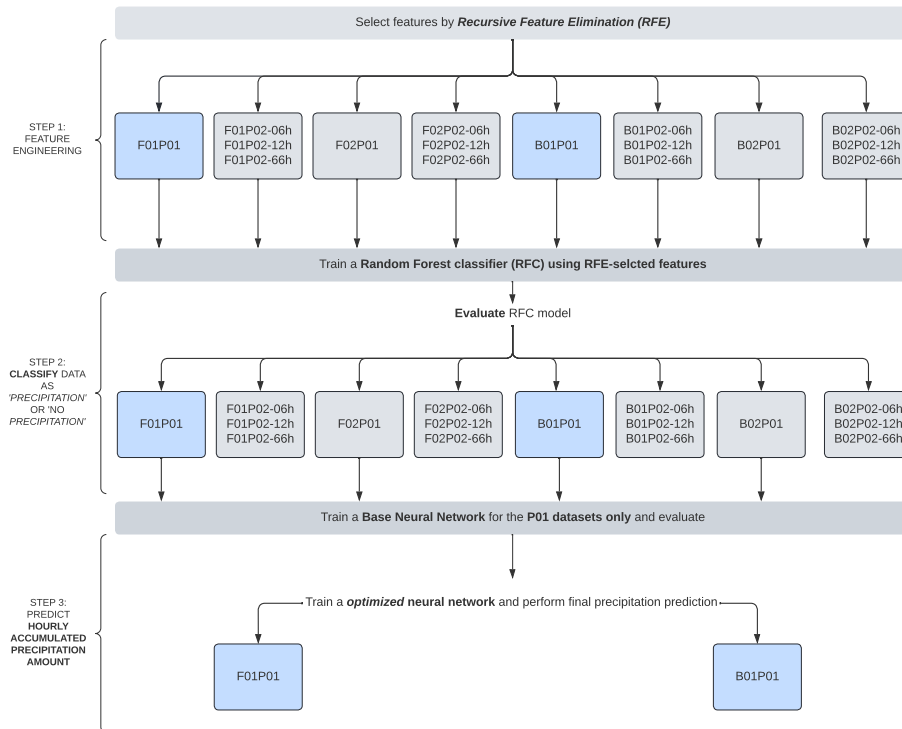 Select features by Recursive Feature Elimination (RFE)
STEP 1:
FEATURE
ENGINEERING
F01P01
F01P02-06h
F01P02-12h
F01P02-66h
F02P01
F02P02-06h
F02P02-12h
F02P02-66h
B01P01
B01P02-06h
B01P02-12h
B01P02-66h
B02P01
B02P02-06h
B02P02-12h
B02P02-66h
Train a Random Forest classifier (RFC) using RFE-selcted features
Evaluate RFC model
STEP 2:
CLASSIFY DATA
AS
'PRECIPITATION'
OR 'NO
PRECIPITATION'
F01P01
F01P02-06h
F01P02-12h
F01P02-66h
F02P01
F02P02-06h
F02P02-12h
F02P02-66h
B01P01
B01P02-06h
B01P02-12h
B01P02-66h
B02P01
B02P02-06h
B02P02-12h
B02P02-66h
Train a Base Neural Network for the P01 datasets only and evaluate
STEP 3:
PREDICT
HOURLY
ACCUMULATED
PRECIPITATION
AMOUNT
Train a optimized neural network and perform final precipitation prediction
F01P01
B01P01